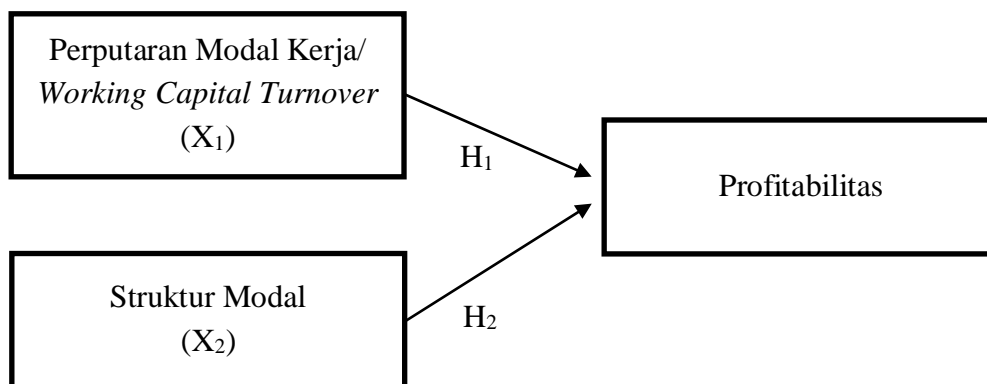 Perputaran Modal Kerja/
Working Capital Turnover
(X₁)
H₁
Profitabilitas
Struktur Modal
(X₂)
H₂